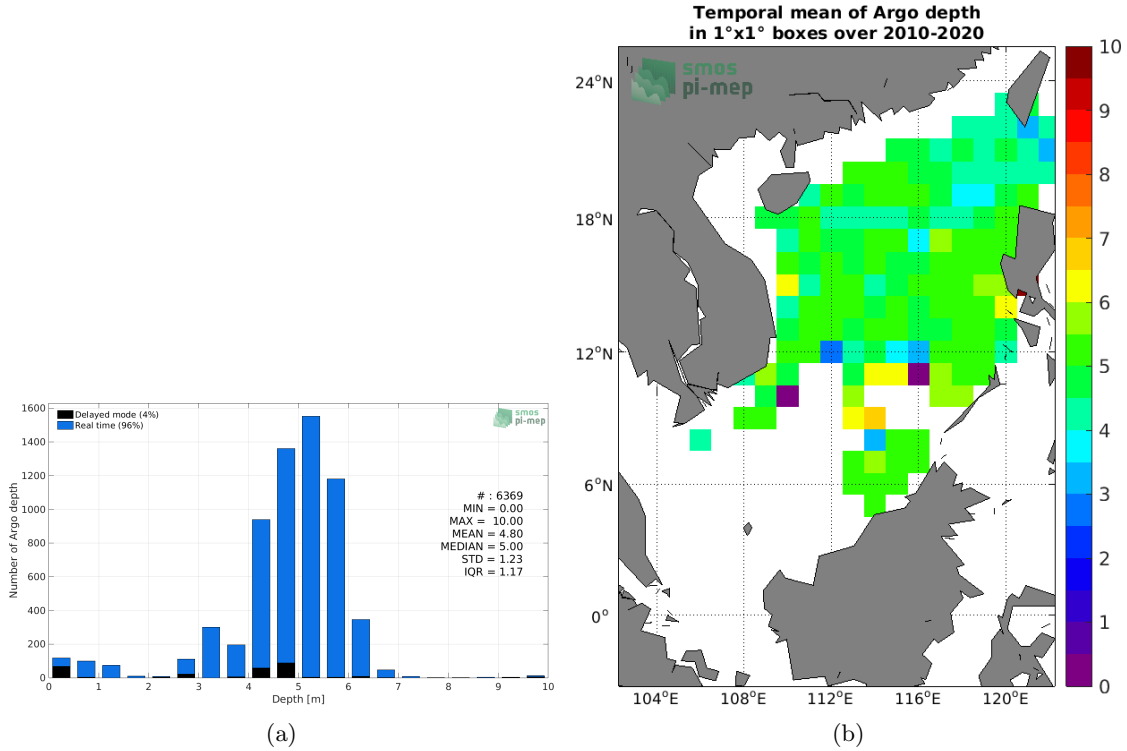 Temporal mean of Argo depth
in 1°x1° boxes over 2010-2020
smos
pi-mep
24°N
18°N
12°N
6°N
0°
104°E
108°E
112°E
116°E
120°E
10
9
8
7
6
5
4
3
2
1
0
Delayed mode (4%)
Real time (96%)
smos
pi-mep
# : 6369
MIN = 0.00
MAX = 10.00
MEAN = 4.80
MEDIAN = 5.00
STD = 1.23
IQR = 1.17
Number of Argo depth
1600
1400
1200
1000
800
600
400
200
0
0 1 2 3 4 5 6 7 8 9 10
Depth [m]
(a)
(b)